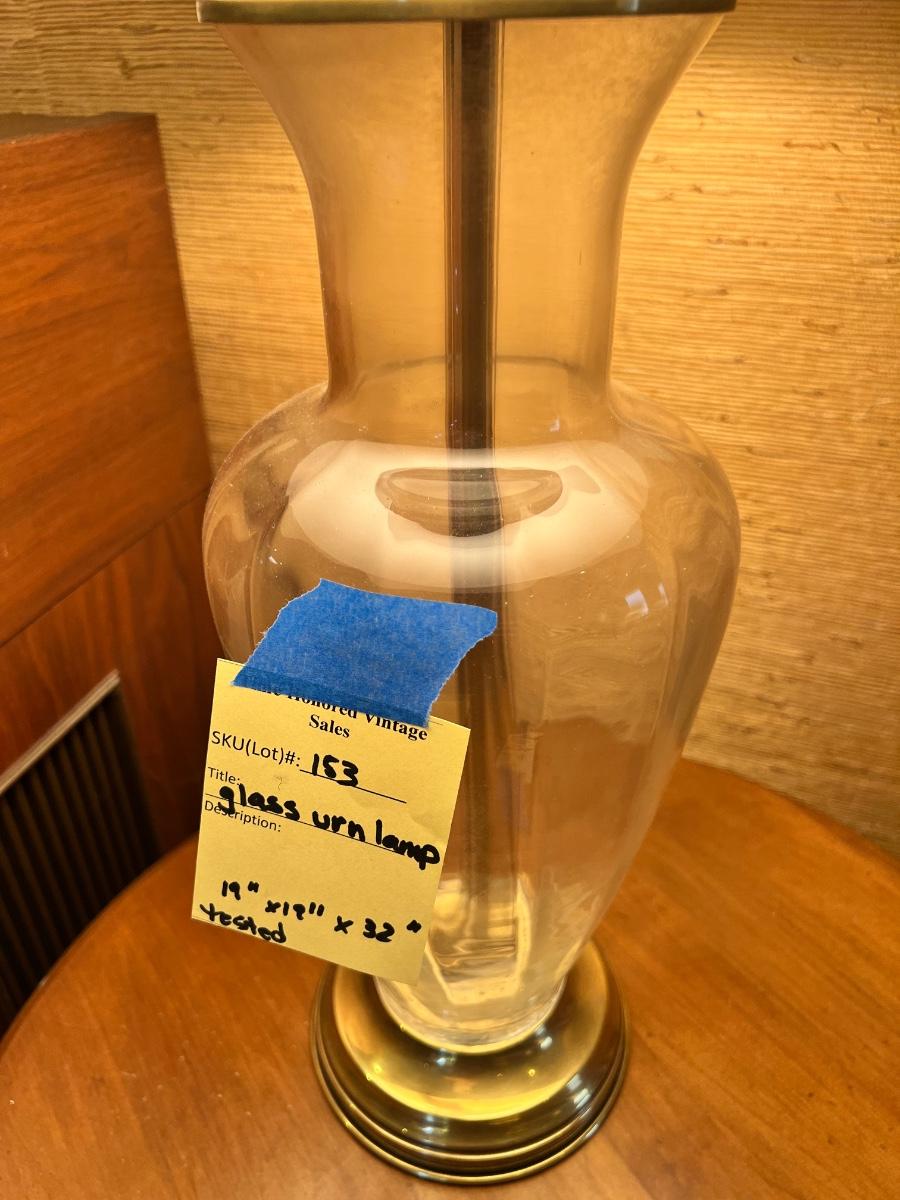 Honored Vintage
Sales
SKU(Lot)#: 153
Title:
glass urn lamp
Description:
19" x19" x 32"
tested